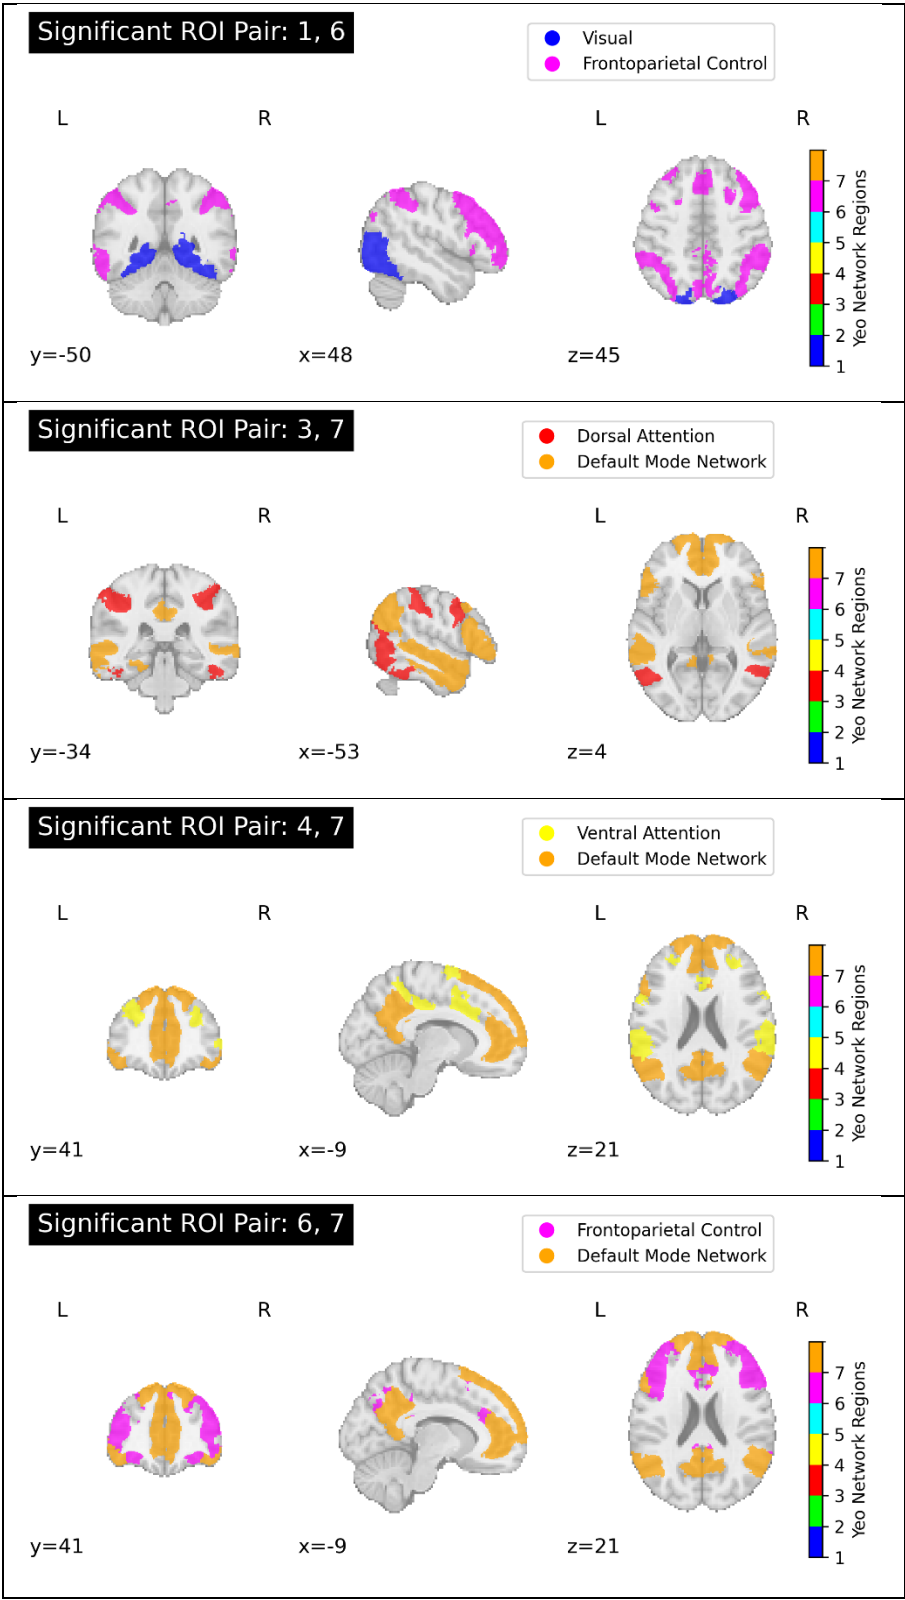 Significant ROI Pair: 1, 6
Visual
Frontoparietal Control
L
R
L
R
7
6
5
4
3
2
1
Yeo Network Regions
y=-50
x=48
z=45
Significant ROI Pair: 3, 7
Dorsal Attention
Default Mode Network
L
R
L
R
7
6
5
4
3
2
1
Yeo Network Regions
y=-34
x=-53
z=4
Significant ROI Pair: 4, 7
Ventral Attention
Default Mode Network
L
R
L
R
7
6
5
4
3
2
1
Yeo Network Regions
y=41
x=-9
z=21
Significant ROI Pair: 6, 7
Frontoparietal Control
Default Mode Network
L
R
L
R
7
6
5
4
3
2
1
Yeo Network Regions
y=41
x=-9
z=21